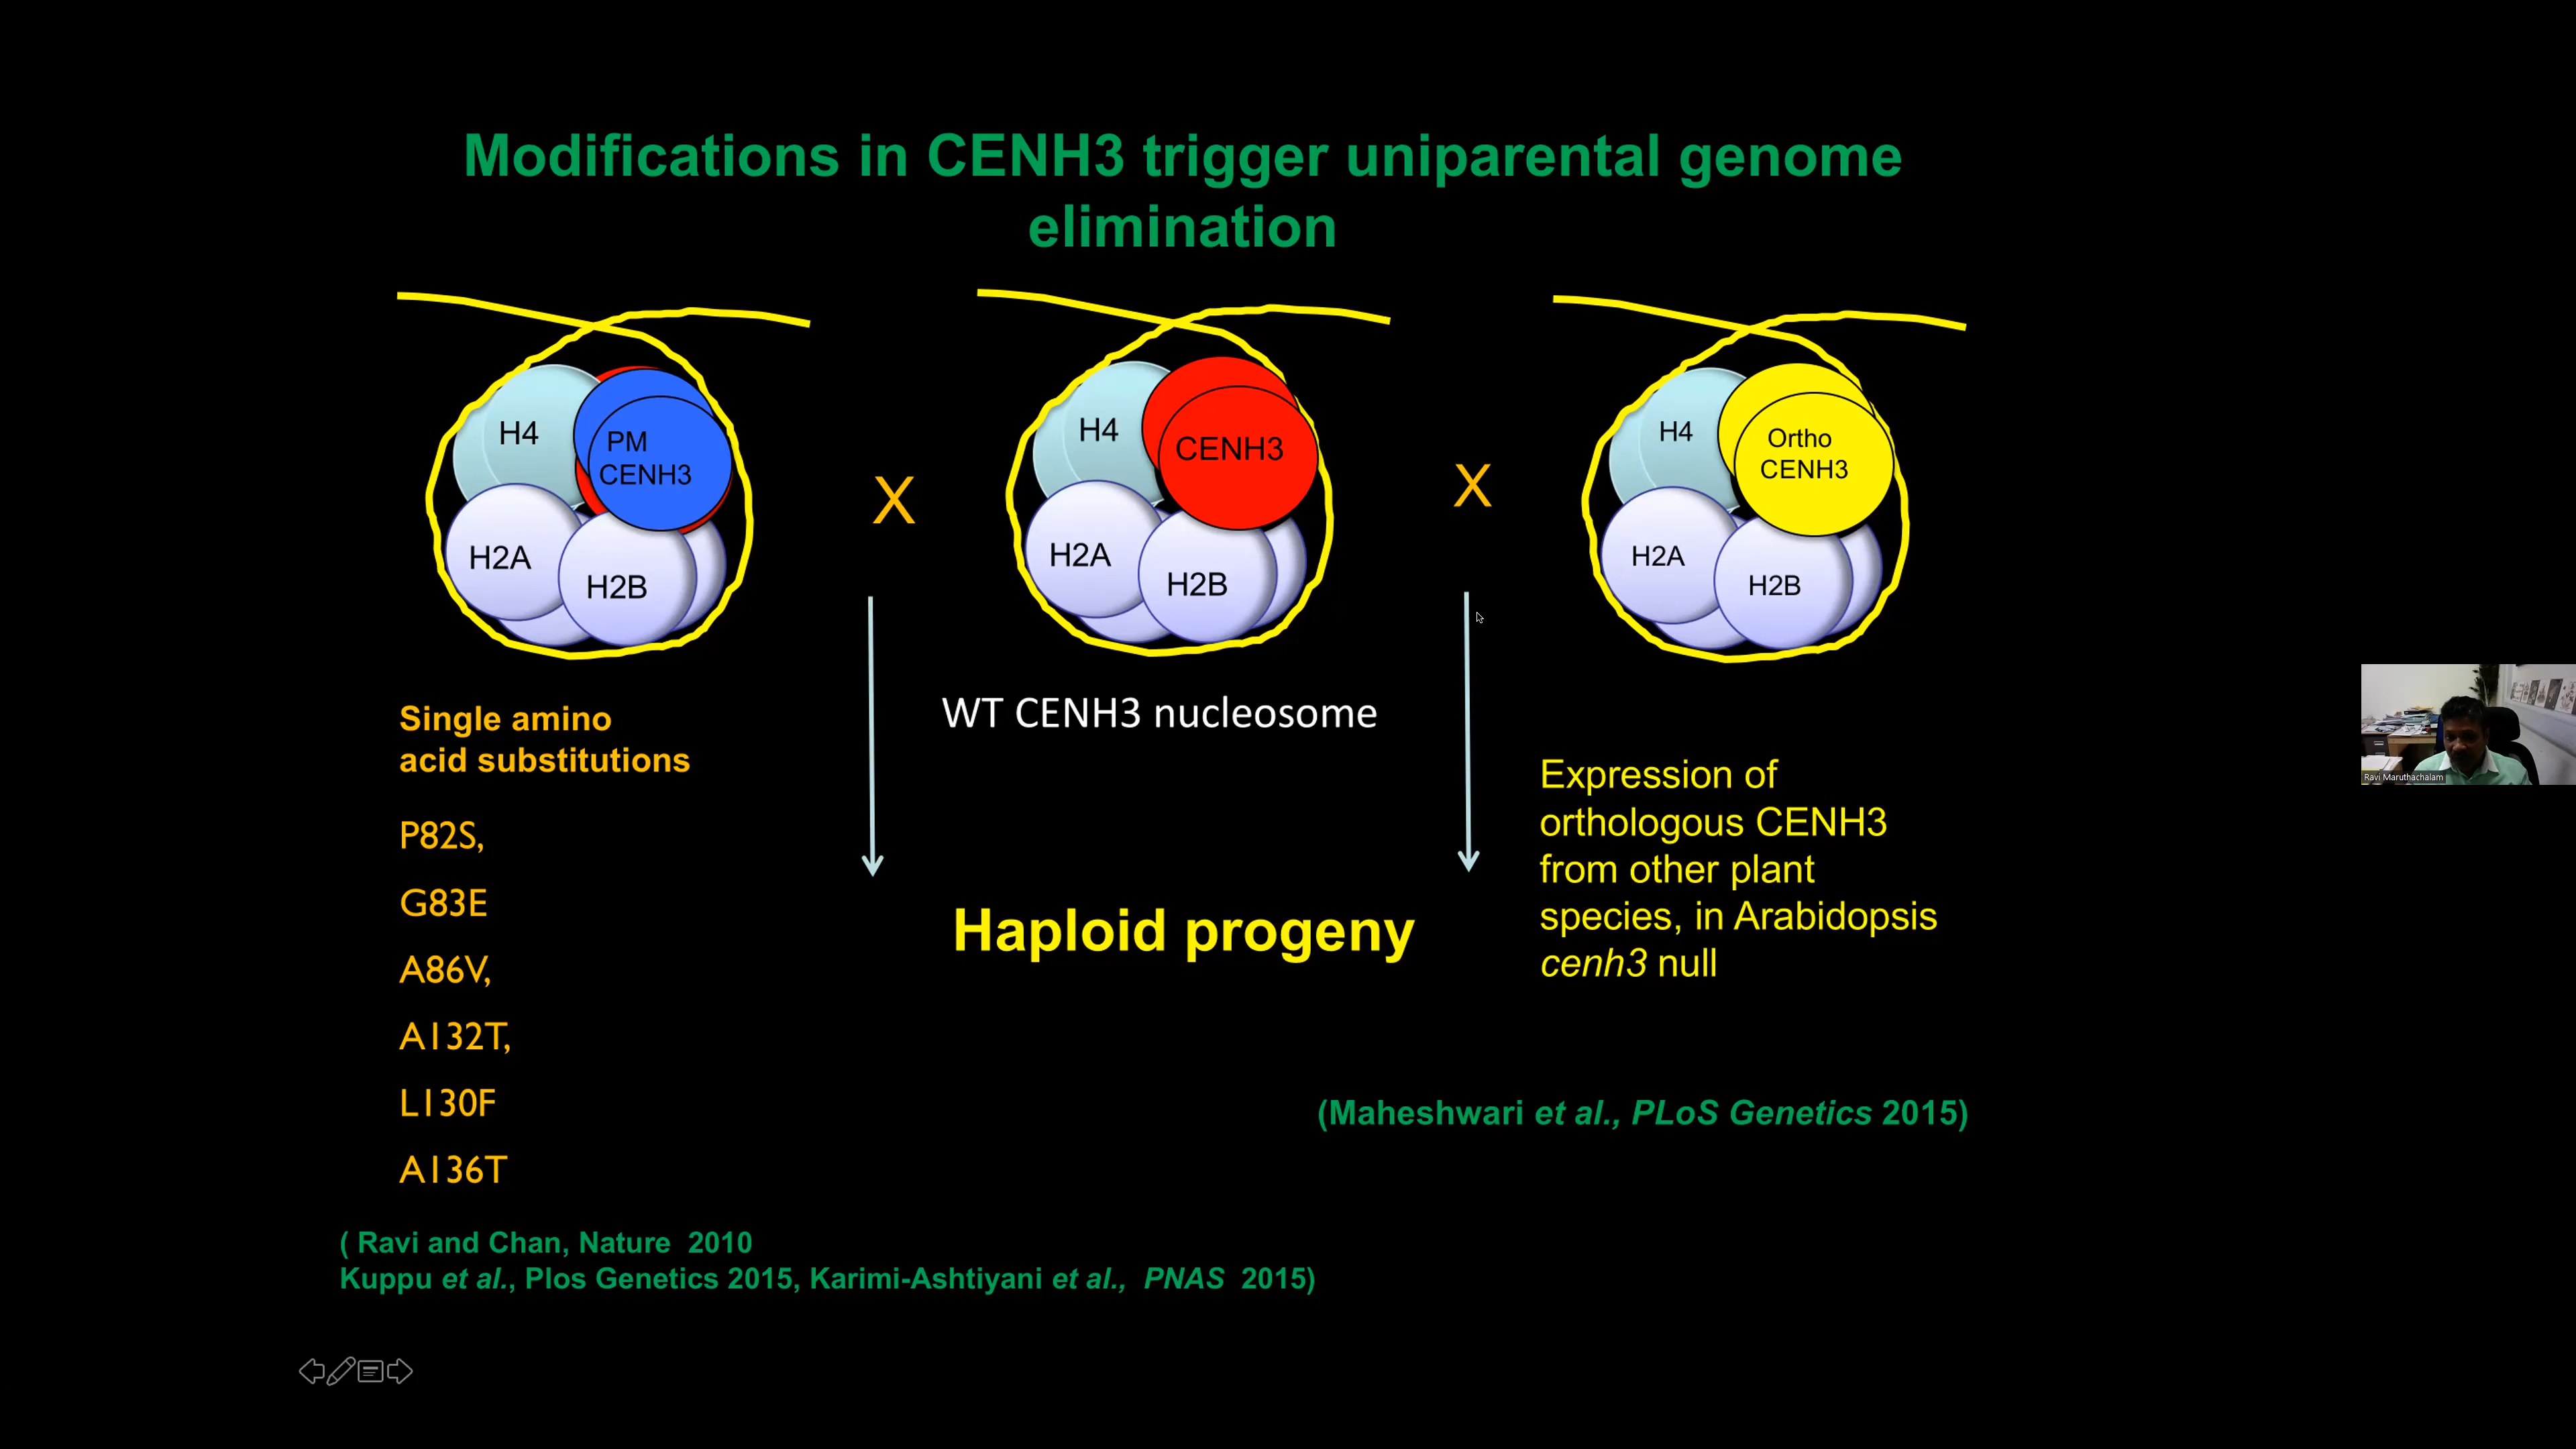 Modifications in CENH3 trigger uniparental genome
elimination
H4
PM
CENH3
H2A
H2B
X
H4
CENH3
H2A
H2B
X
H4
Ortho
CENH3
H2A
H2B
WT CENH3 nucleosome
Single amino
acid substitutions
P82S,
G83E
A86V,
A132T,
L130F
A136T
Haploid progeny
Expression of
orthologous CENH3
from other plant
species, in Arabidopsis
cenh3 null
(Maheshwari et al., PLoS Genetics 2015)
( Ravi and Chan, Nature 2010
Kuppu et al., Plos Genetics 2015, Karimi-Ashtiyani et al., PNAS 2015)
Ravi Maruthachalam